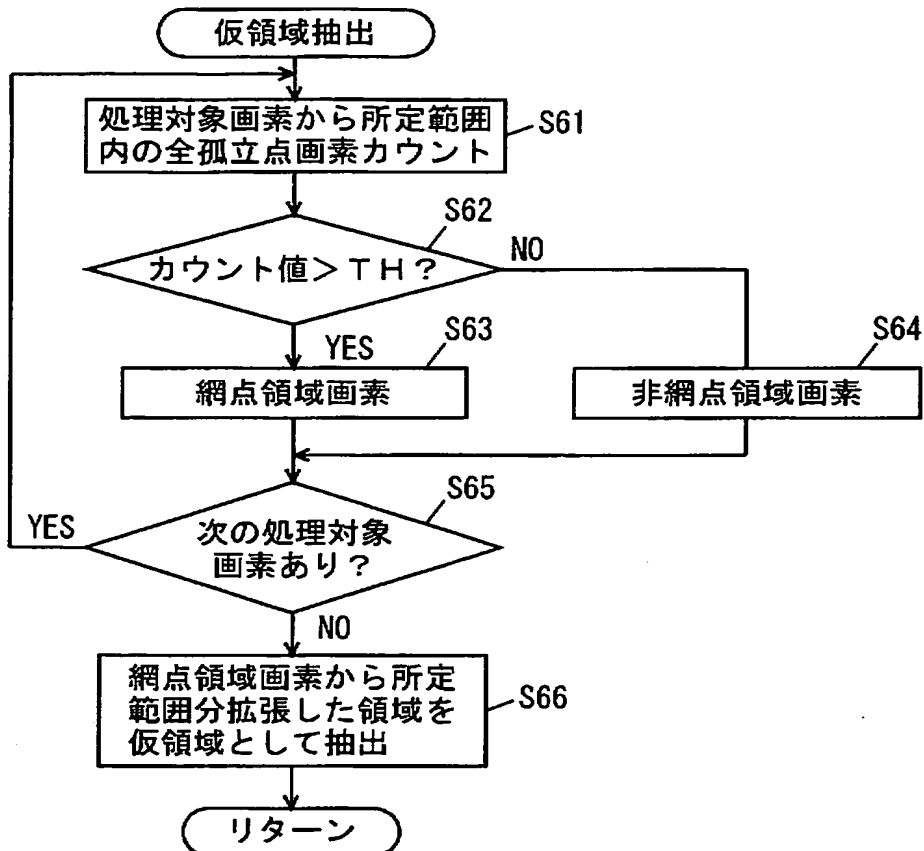 仮領域抽出
処理対象画素から所定範囲
内の全孤立点画素カウント
S61
S62
カウント値＞ＴＨ？
NO
YES
S63
S64
網点領域画素
非網点領域画素
S65
YES
次の処理対象
画素あり？
NO
網点領域画素から所定
範囲分拡張した領域を
仮領域として抽出
S66
リターン